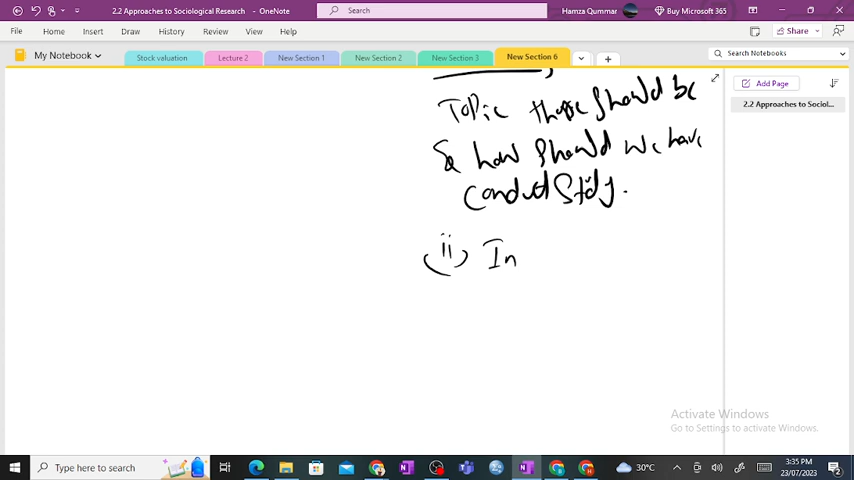 2.2 Approaches to Sociological Research - OneNote
Search
Hamza Qummar
Buy Microsoft 365
File Home Insert Draw History Review View Help
Share
My Notebook
Stock valuation Lecture 2 New Section 1 New Section 2 New Section 3 New Section 6
Search Notebooks
Add Page
2.2 Approaches to Sociol...
Topic those should be
& how should we have
conduct Stdy.
(ii) In
Activate Windows
Go to Settings to activate Windows.
Type here to search
30°C
3:35 PM
23/07/2023
2